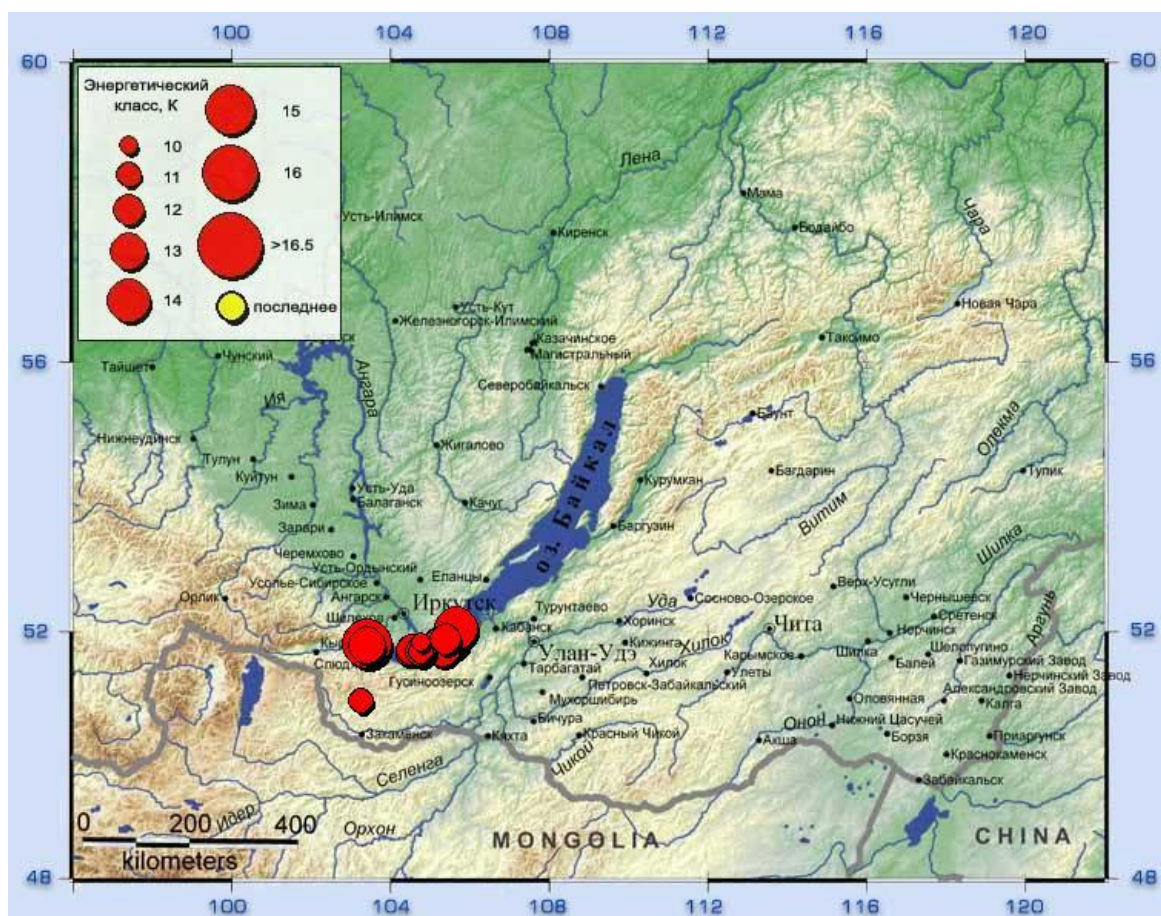 100 104 108 112 116 120
60 60
Энергетический
класс, К
10
11
12
13
14
15
16
>16.5
последнее
Лена
Мама
Чара
Усть-Илимск
Бодайбо
Киренск
Новая Чара
Усть-Кут
Железногорск-Илимский
Казачинское
Магистральный
Таксимо
56 56
Чунский
Тайшет
Ангара
Северобайкальск
Ия
Баунт
Олекма
Нижнеудинск
Жигалово
Тулун
Куйтун
Багдарин
Тупик
оз. Байкал
Усть-Уда
Балаганск
Курумкан
Зима
Качуг
Витим
Залари
Баргузин
Шилка
Черемхово
Усть-Ордынский
Усолье-Сибирское
Еланцы
Верх-Усугли
Орлик
Ангарск
Иркутск
Турунтаево
Уда
Сосново-Озерское
Чернышевск
Аргунь
Шелехов
Хоринск
Сретенск
52 52
Кабанск
Чита
Нерчинск
Улан-Удэ
Кижинга
Хилок
Карымское
Шилка
Шелопугино
Балей
Газимурский Завод
Тарбагатай
Хилок
Улеты
Нерчинский Завод
Гусиноозерск
Петровск-Забайкальский
Александровский Завод
Мухоршибирь
Оловянная
Калга
Закаменск
Бичура
Онон
Нижний Цасучей
Кяхта
Красный Чикой
Акша
Борзя
Приаргунск
Чикой
Краснокаменск
Селенга
Забайкальск
Идер
Орхон
0 200 400
kilometers
MONGOLIA
CHINA
48 48
100 104 108 112 116 120